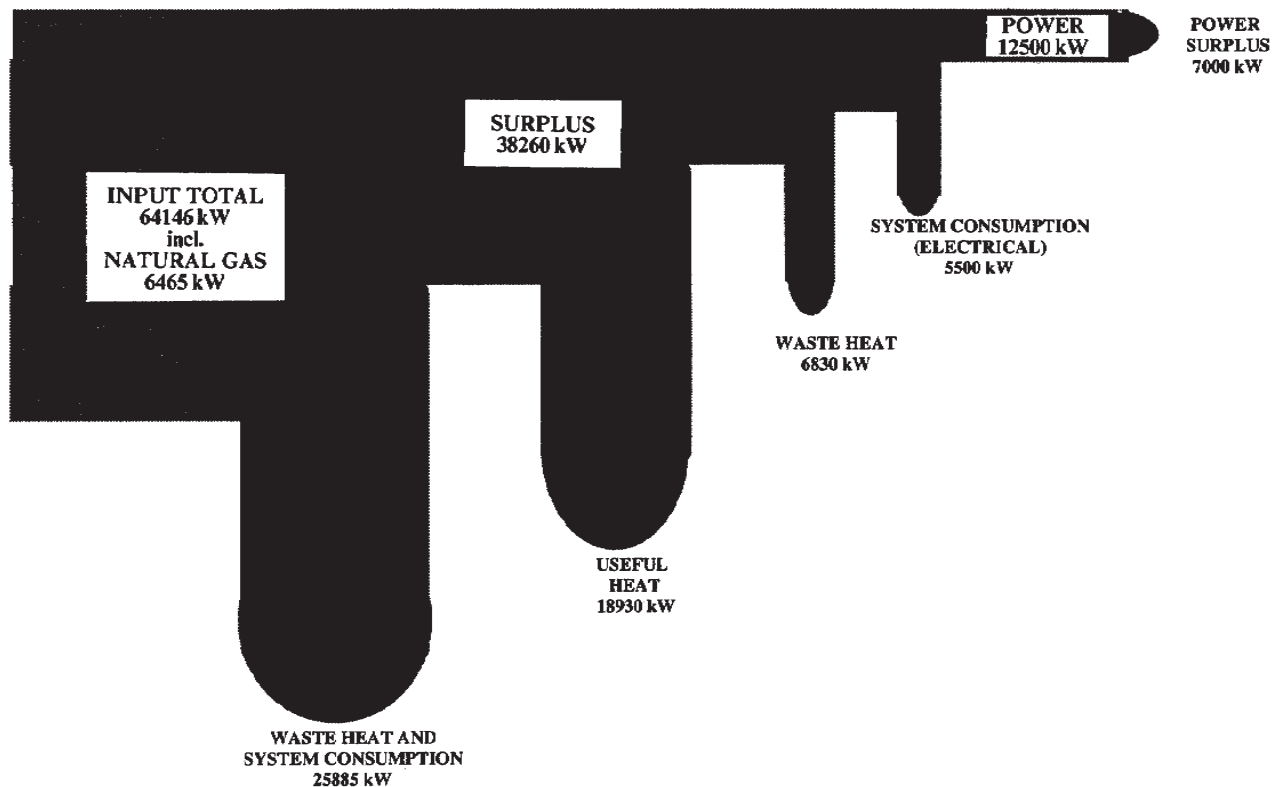 POWER
12500 kW
POWER
SURPLUS
7000 kW
SURPLUS
38260 kW
INPUT TOTAL
64146 kW
incl.
NATURAL GAS
6465 kW
SYSTEM CONSUMPTION
(ELECTRICAL)
5500 kW
WASTE HEAT
6830 kW
USEFUL
HEAT
18930 kW
WASTE HEAT AND
SYSTEM CONSUMPTION
25885 kW